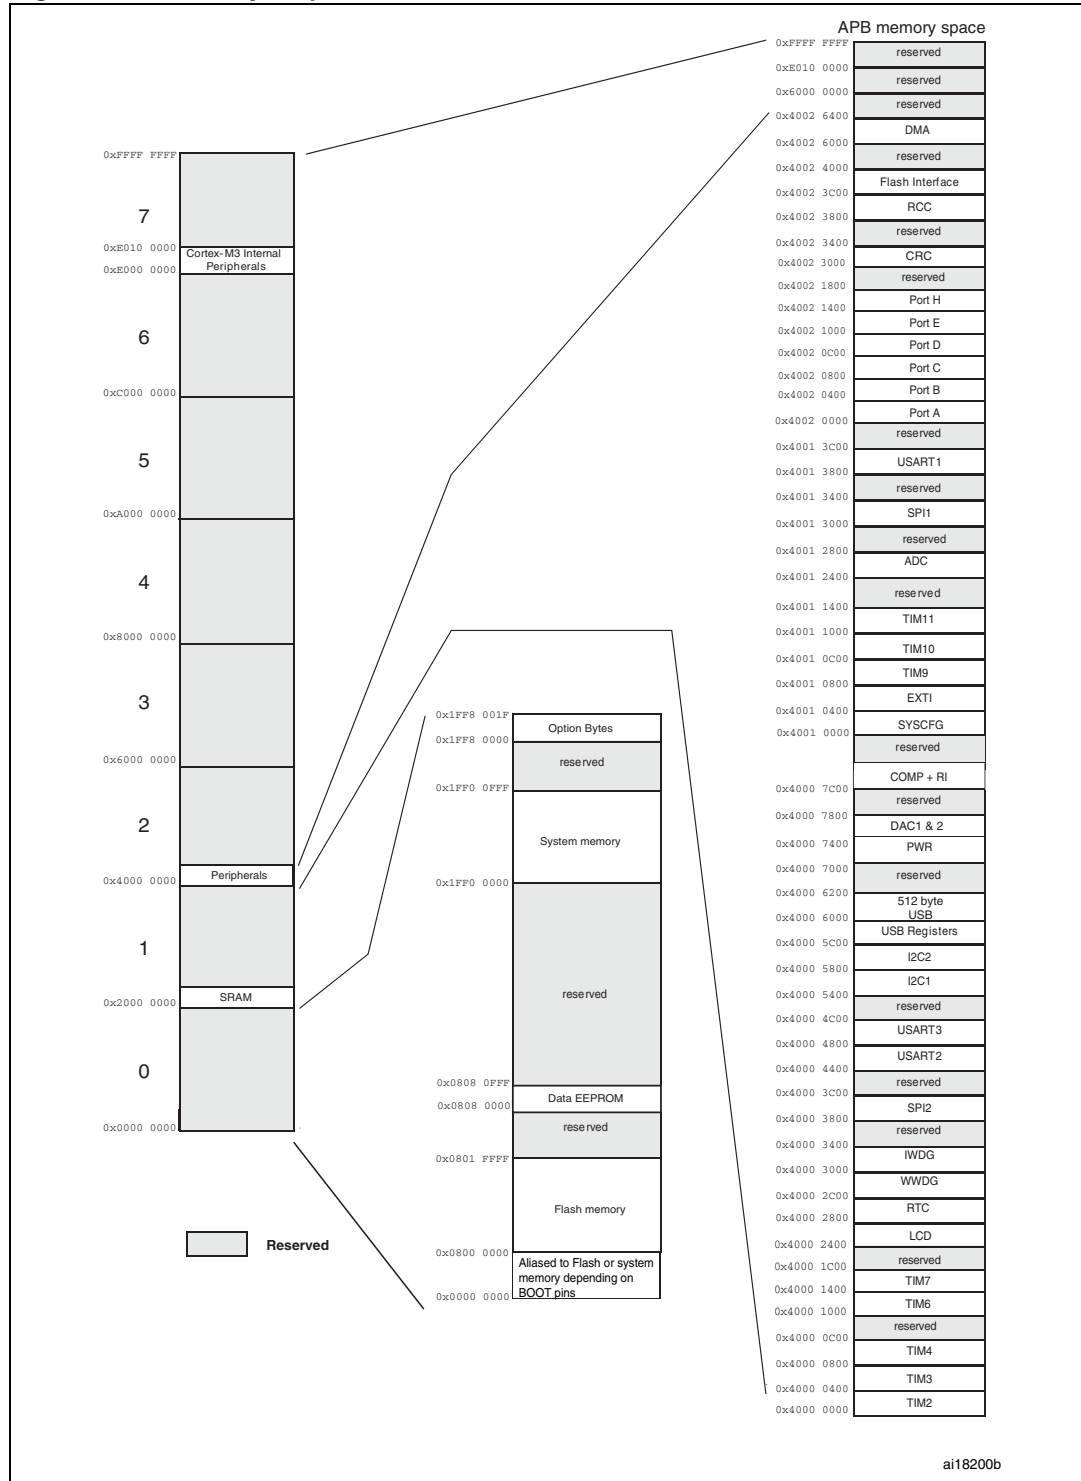 APB memory space
0xFFFF FFFF
reserved
0xE010 0000
reserved
0x6000 0000
reserved
0x4002 6400
DMA
0x4002 6000
reserved
0x4002 4000
Flash Interface
0x4002 3C00
RCC
0x4002 3800
reserved
0x4002 3400
CRC
0x4002 3000
reserved
0x4002 1800
Port H
0x4002 1400
Port E
0x4002 1000
Port D
0x4002 0C00
Port C
0x4002 0800
Port B
0x4002 0400
Port A
0x4002 0000
reserved
0x4001 3C00
USART1
0x4001 3800
reserved
0x4001 3400
SPI1
0x4001 3000
reserved
0x4001 2800
ADC
0x4001 2400
reserved
0x4001 1400
TIM11
0x4001 1000
TIM10
0x4001 0C00
TIM9
0x4001 0800
EXTI
0x4001 0400
SYSCFG
0x4001 0000
reserved
COMP + RI
0x4000 7C00
reserved
0x4000 7800
DAC1 & 2
0x4000 7400
PWR
0x4000 7000
reserved
0x4000 6200
512 byte
USB
0x4000 6000
USB Registers
0x4000 5C00
I2C2
0x4000 5800
I2C1
0x4000 5400
reserved
0x4000 4C00
USART3
0x4000 4800
USART2
0x4000 4400
reserved
0x4000 3C00
SPI2
0x4000 3800
reserved
0x4000 3400
IWDG
0x4000 3000
WWDG
0x4000 2C00
RTC
0x4000 2800
LCD
0x4000 2400
reserved
0x4000 1C00
TIM7
0x4000 1400
TIM6
0x4000 1000
reserved
0x4000 0C00
TIM4
0x4000 0800
TIM3
0x4000 0400
TIM2
0x4000 0000
0xFFFF FFFF
7
0xE010 0000
Cortex-M3 Internal
Peripherals
0xE000 0000
6
0xC000 0000
5
0xA000 0000
4
0x8000 0000
3
0x6000 0000
2
Peripherals
0x4000 0000
1
SRAM
0x2000 0000
0
0x0000 0000
Reserved
0x1FF8 001F
Option Bytes
0x1FF8 0000
reserved
0x1FF0 0FFF
System memory
0x1FF0 0000
reserved
0x0808 0FFF
Data EEPROM
0x0808 0000
reserved
0x0801 FFFF
Flash memory
0x0800 0000
Aliased to Flash or system
memory depending on
BOOT pins
0x0000 0000
ai18200b